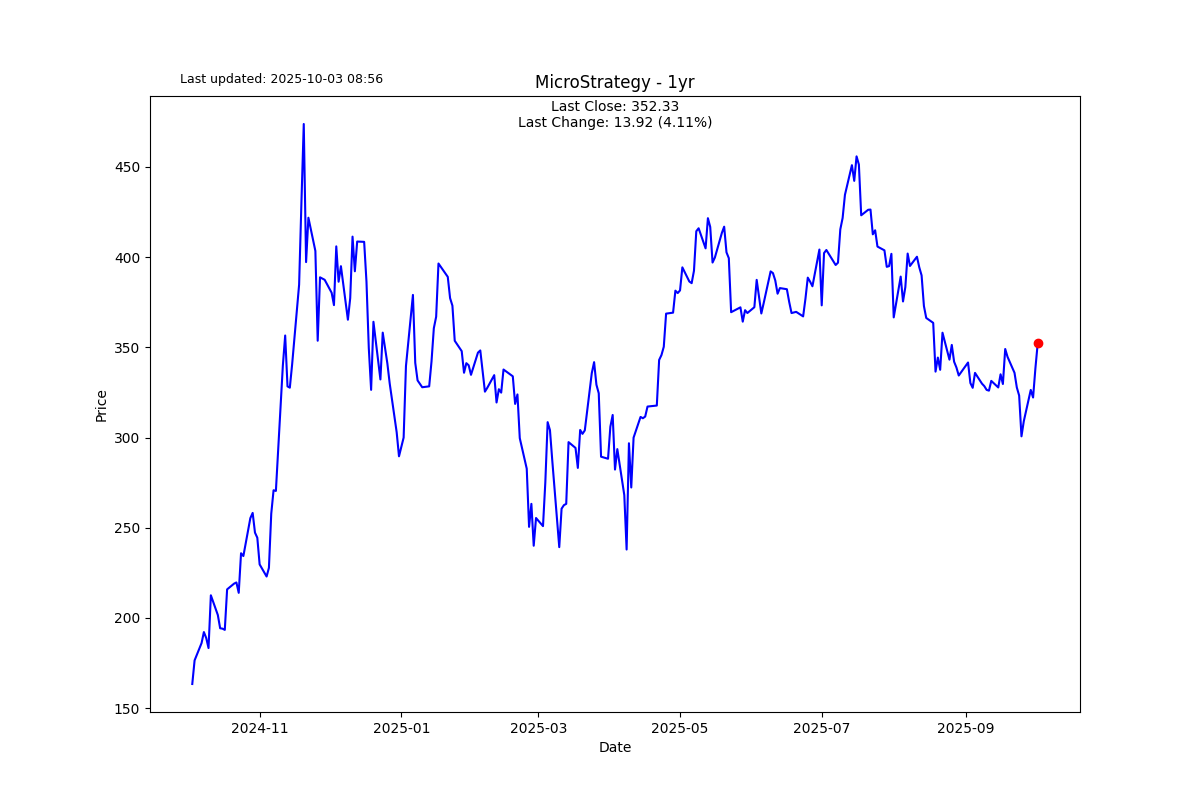 Last updated: 2025-10-03 08:56
MicroStrategy - 1yr
Last Close: 352.33
Last Change: 13.92 (4.11%)
450
400
350
300
250
200
150
Price
2024-11
2025-01
2025-03
2025-05
2025-07
2025-09
Date